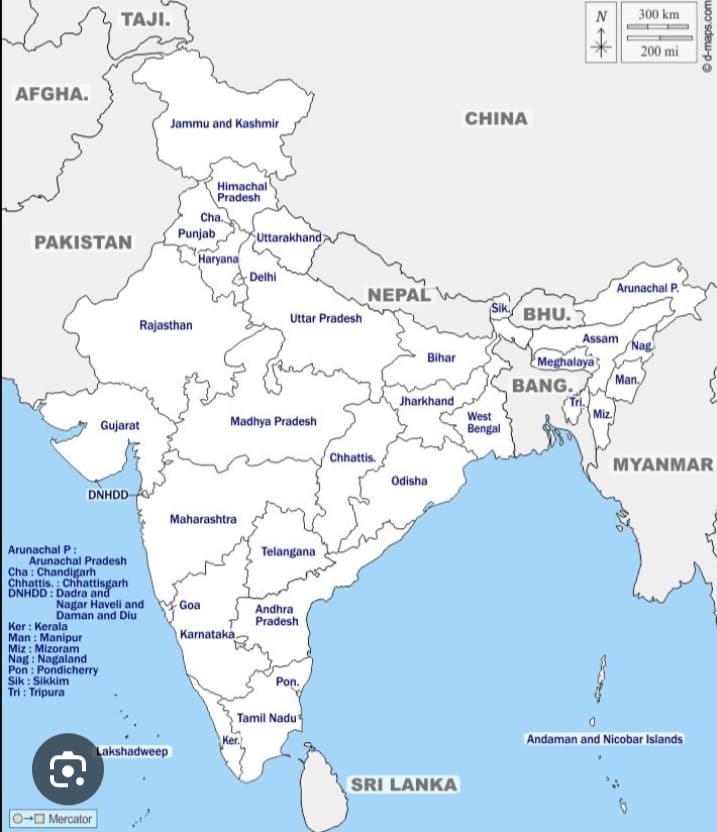 TAJI.
N
300 km
200 mi
© d-maps.com
AFGHA.
CHINA
Jammu and Kashmir
Himachal
Pradesh
Cha.
Punjab
PAKISTAN
Uttarakhand
Haryana
Delhi
NEPAL
Arunachal P.
Sik.
BHU.
Uttar Pradesh
Rajasthan
Assam
Nag.
Bihar
Meghalaya
Man.
BANG.
Jharkhand
Tri.
Miz.
Gujarat
Madhya Pradesh
West
Bengal
Chhattis.
MYANMAR
Odisha
DNHDD
Maharashtra
Telangana
Arunachal P :
Arunachal Pradesh
Cha : Chandigarh
Chhattis. : Chhattisgarh
DNHDD : Dadra and
Nagar Haveli and
Daman and Diu
Ker : Kerala
Man : Manipur
Miz : Mizoram
Nag : Nagaland
Pon : Pondicherry
Sik : Sikkim
Tri : Tripura
Goa
Andhra
Pradesh
Karnataka
Pon.
Tamil Nadu
Ker.
Lakshadweep
Andaman and Nicobar Islands
SRI LANKA
Mercator